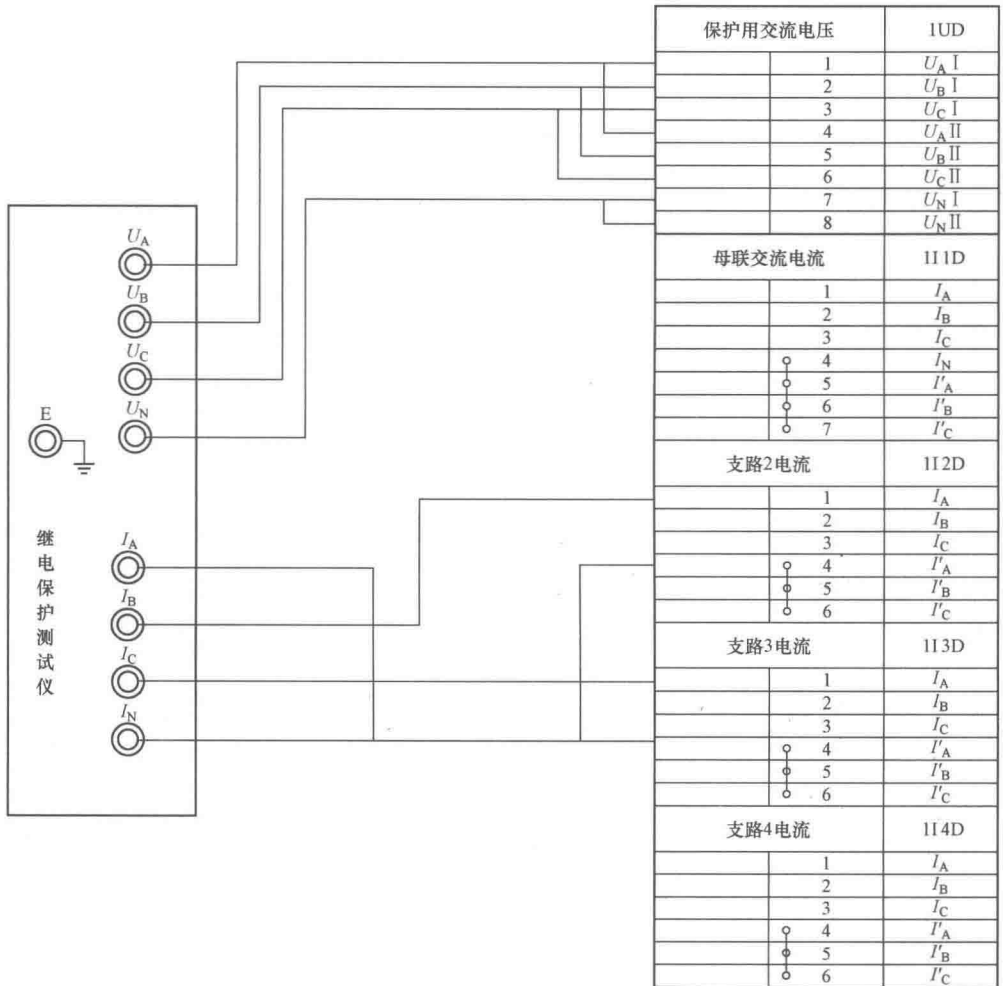 保护用交流电压 1UD
1 UA I
2 UB I
3 UC I
4 UA II
5 UB II
6 UC II
7 UN I
8 UN II
母联交流电流 1I1D
1 IA
2 IB
3 IC
4 IN
5 I'A
6 I'B
7 I'C
支路2电流 1I2D
1 IA
2 IB
3 IC
4 I'A
5 I'B
6 I'C
支路3电流 1I3D
1 IA
2 IB
3 IC
4 I'A
5 I'B
6 I'C
支路4电流 1I4D
1 IA
2 IB
3 IC
4 I'A
5 I'B
6 I'C
UA
UB
UC
UN
E
继电保护测试仪
IA
IB
IC
IN